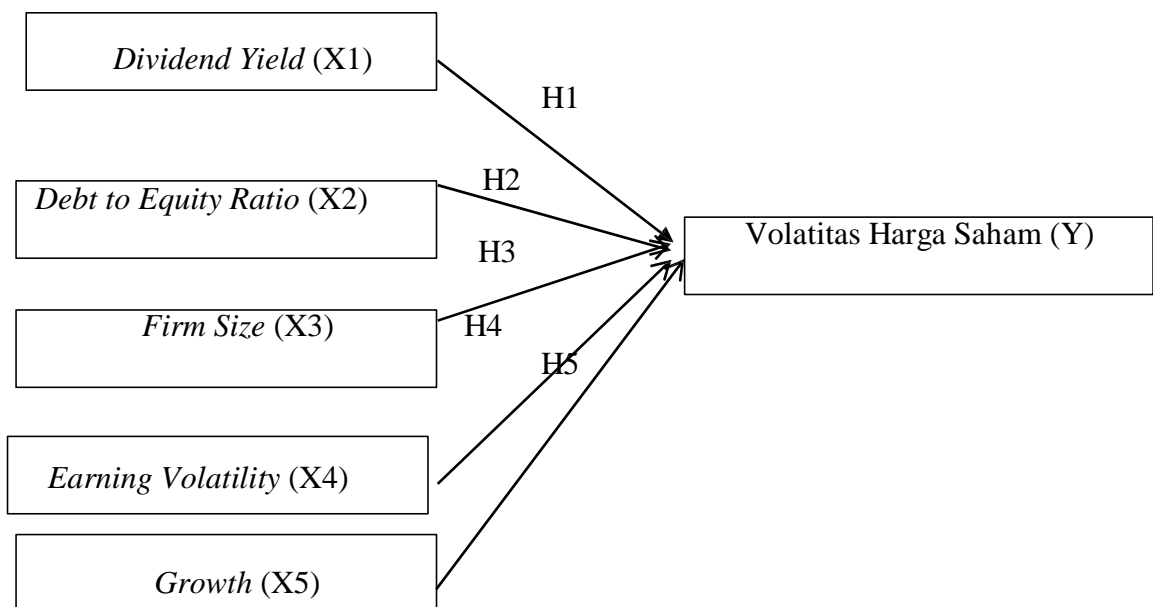 Dividend Yield (X1)
H1
H2
Debt to Equity Ratio (X2)
Volatitas Harga Saham (Y)
H3
Firm Size (X3)
H4
H5
Earning Volatility (X4)
Growth (X5)